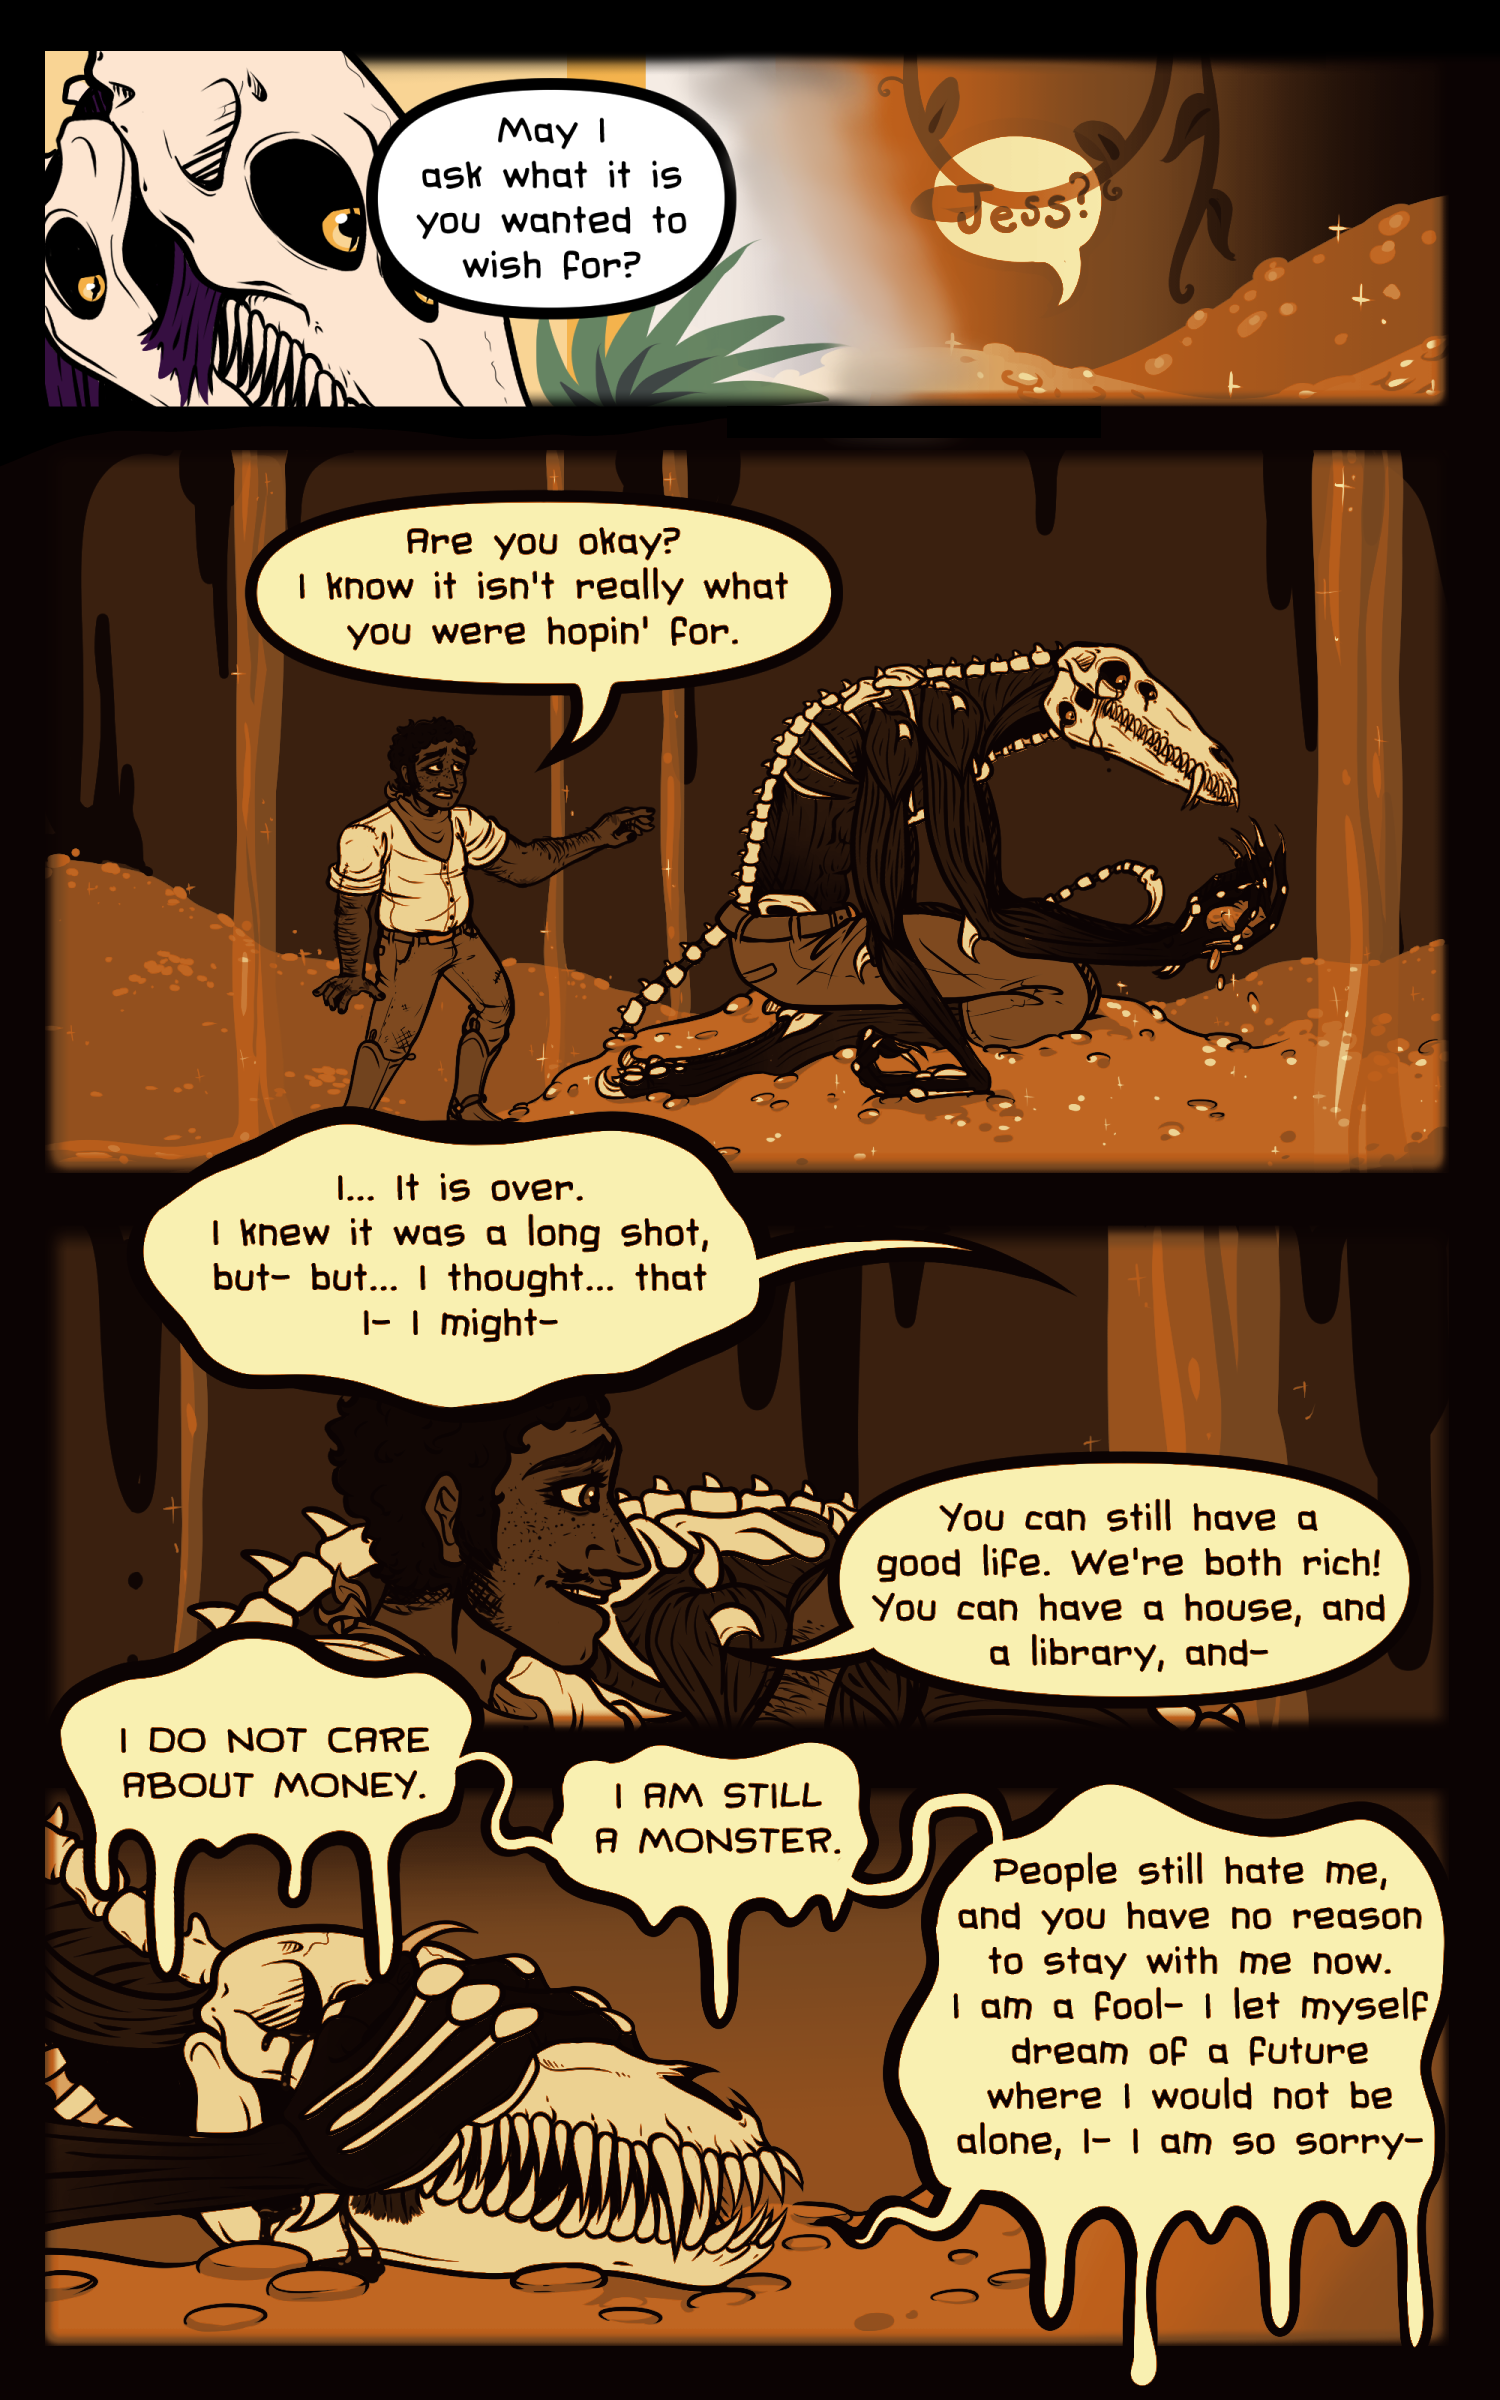 May I
ask what it is
you wanted to
wish for?
Jess?
Are you okay?
I know it isn't really what
you were hopin' for.
I... It is over.
I knew it was a long shot,
but- but... I thought... that
I- I might-
You can still have a
good life. We're both rich!
You can have a house, and
a library, and-
I DO NOT CARE
ABOUT MONEY.
I AM STILL
A MONSTER.
People still hate me,
and you have no reason
to stay with me now.
I am a fool- I let myself
dream of a future
where I would not be
alone, I- I am so sorry-